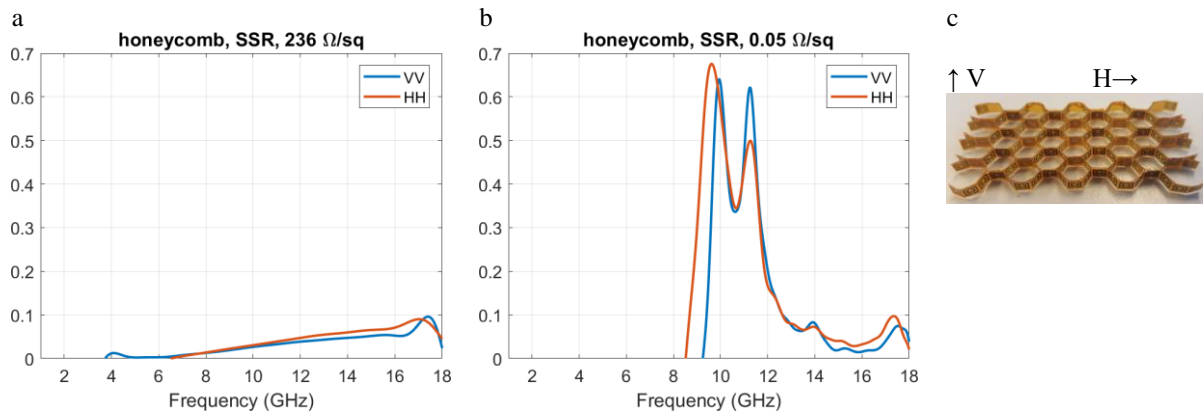 a
honeycomb, SSR, 236 Ω/sq
VV
HH
0.7
0.6
0.5
0.4
0.3
0.2
0.1
0
2 4 6 8 10 12 14 16 18
Frequency (GHz)
b
honeycomb, SSR, 0.05 Ω/sq
VV
HH
0.7
0.6
0.5
0.4
0.3
0.2
0.1
0
2 4 6 8 10 12 14 16 18
Frequency (GHz)
c
↑ V H→